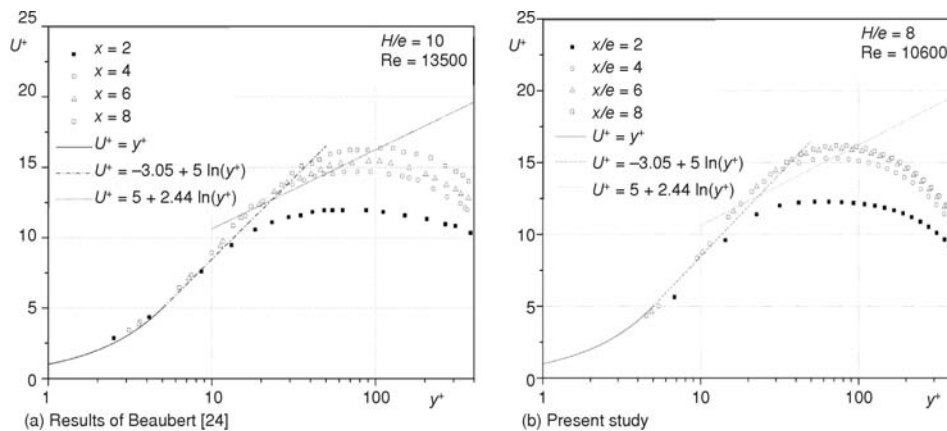 25
U⁺
20
15
10
5
0
x = 2
x = 4
x = 6
x = 8
U⁺ = y⁺
U⁺ = −3.05 + 5 ln(y⁺)
U⁺ = 5 + 2.44 ln(y⁺)
H/e = 10
Re = 13500
1
10
100
y⁺
(a) Results of Beaubert [24]
25
U⁺
20
15
10
5
0
x/e = 2
x/e = 4
x/e = 6
x/e = 8
U⁺ = y⁺
U⁺ = −3.05 + 5 ln(y⁺)
U⁺ = 5 + 2.44 ln(y⁺)
H/e = 8
Re = 10600
1
10
100
y⁺
(b) Present study